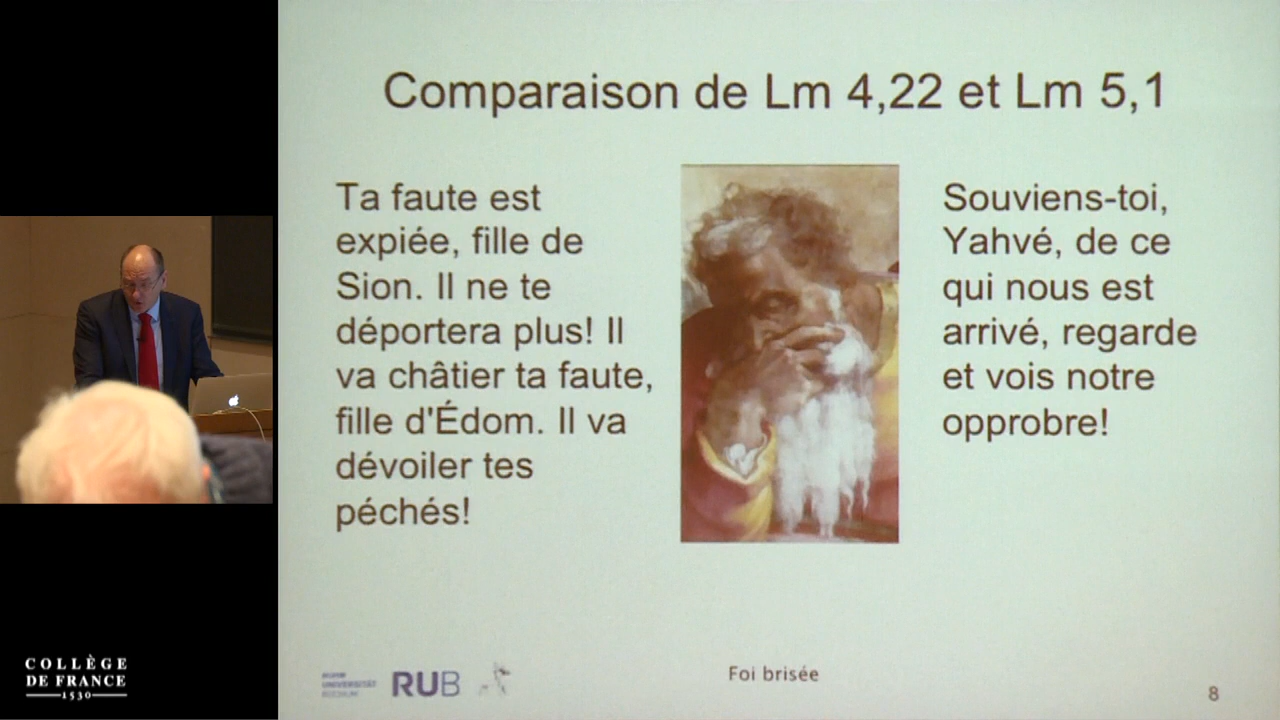 Comparaison de Lm 4,22 et Lm 5,1
Ta faute est
expiée, fille de
Sion. Il ne te
déportera plus! Il
va châtier ta faute,
fille d'Édom. Il va
dévoiler tes
péchés!
Souviens-toi,
Yahvé, de ce
qui nous est
arrivé, regarde
et vois notre
opprobre!
COLLÈGE
DE FRANCE
1530
RUHR
UNIVERSITÄT
BOCHUM
RUB
Foi brisée
8